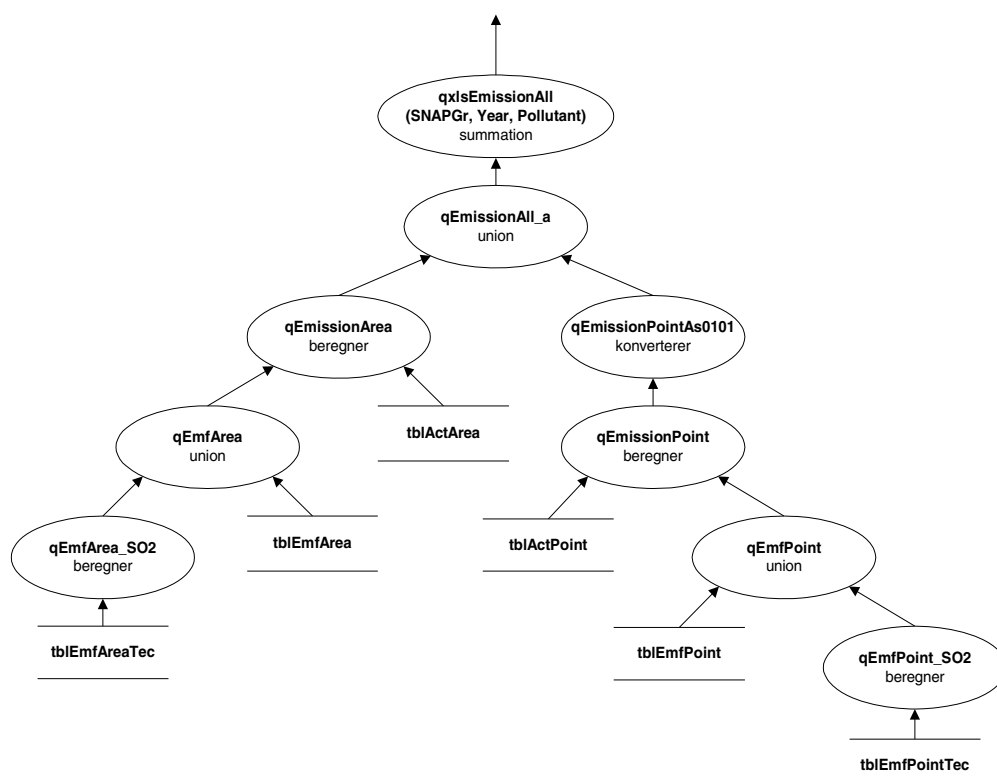 qxlsEmissionAll
(SNAPGr, Year, Pollutant)
summation
qEmissionAll_a
union
qEmissionArea
beregner
qEmissionPointAs0101
konverterer
tblActArea
qEmfArea
union
qEmissionPoint
beregner
qEmfArea_SO2
beregner
tblEmfArea
tblActPoint
qEmfPoint
union
tblEmfAreaTec
tblEmfPoint
qEmfPoint_SO2
beregner
tblEmfPointTec